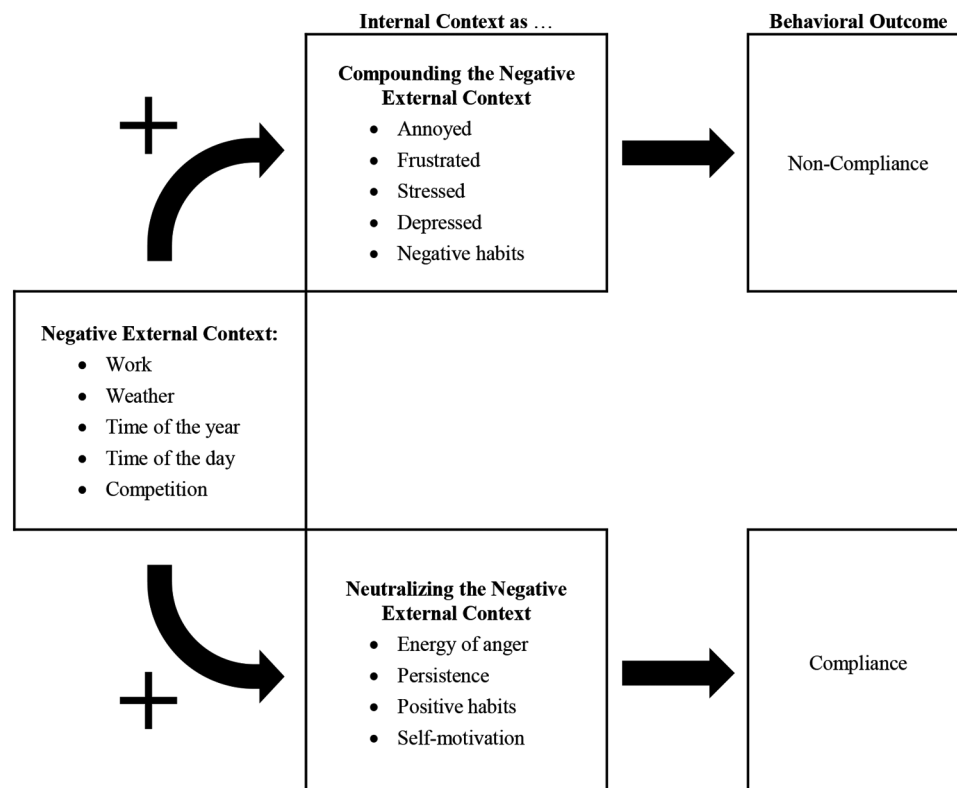 Internal Context as …
Behavioral Outcome
Compounding the Negative
External Context
• Annoyed
• Frustrated
• Stressed
• Depressed
• Negative habits
Non-Compliance
Negative External Context:
• Work
• Weather
• Time of the year
• Time of the day
• Competition
Neutralizing the Negative
External Context
• Energy of anger
• Persistence
• Positive habits
• Self-motivation
Compliance